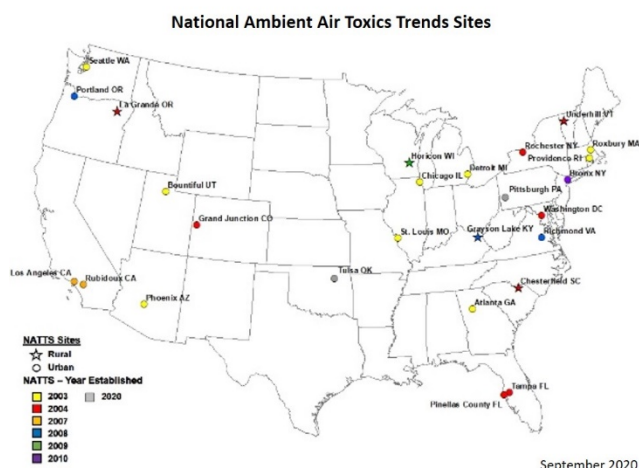 National Ambient Air Toxics Trends Sites
Seattle WA
Portland OR
La Grande OR
Underhill VT
Roxbury MA
Rochester NY
Providence RI
Horicon WI
Detroit MI
Chicago IL
Bronx NY
Bountiful UT
Pittsburgh PA
Washington DC
Grand Junction CO
St. Louis MO
Grayson Lake KY
Richmond VA
Los Angeles CA
Rubidoux CA
Tulsa OK
Chesterfield SC
Phoenix AZ
Atlanta GA
Tampa FL
Pinellas County FL
NATTS Sites
Rural
Urban
NATTS – Year Established
2003 2020
2004
2007
2008
2009
2010
September 2020